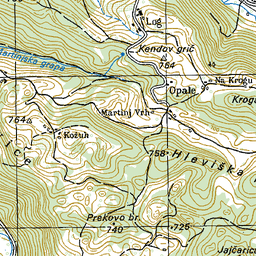 Log
Kendov grič
764
Martinjska grapa
Na Krogu
Opale
Krogu
Martinj Vrh
764
Kožuh
758
Hleviška
Prekovo br.
740
725
Jajčarica